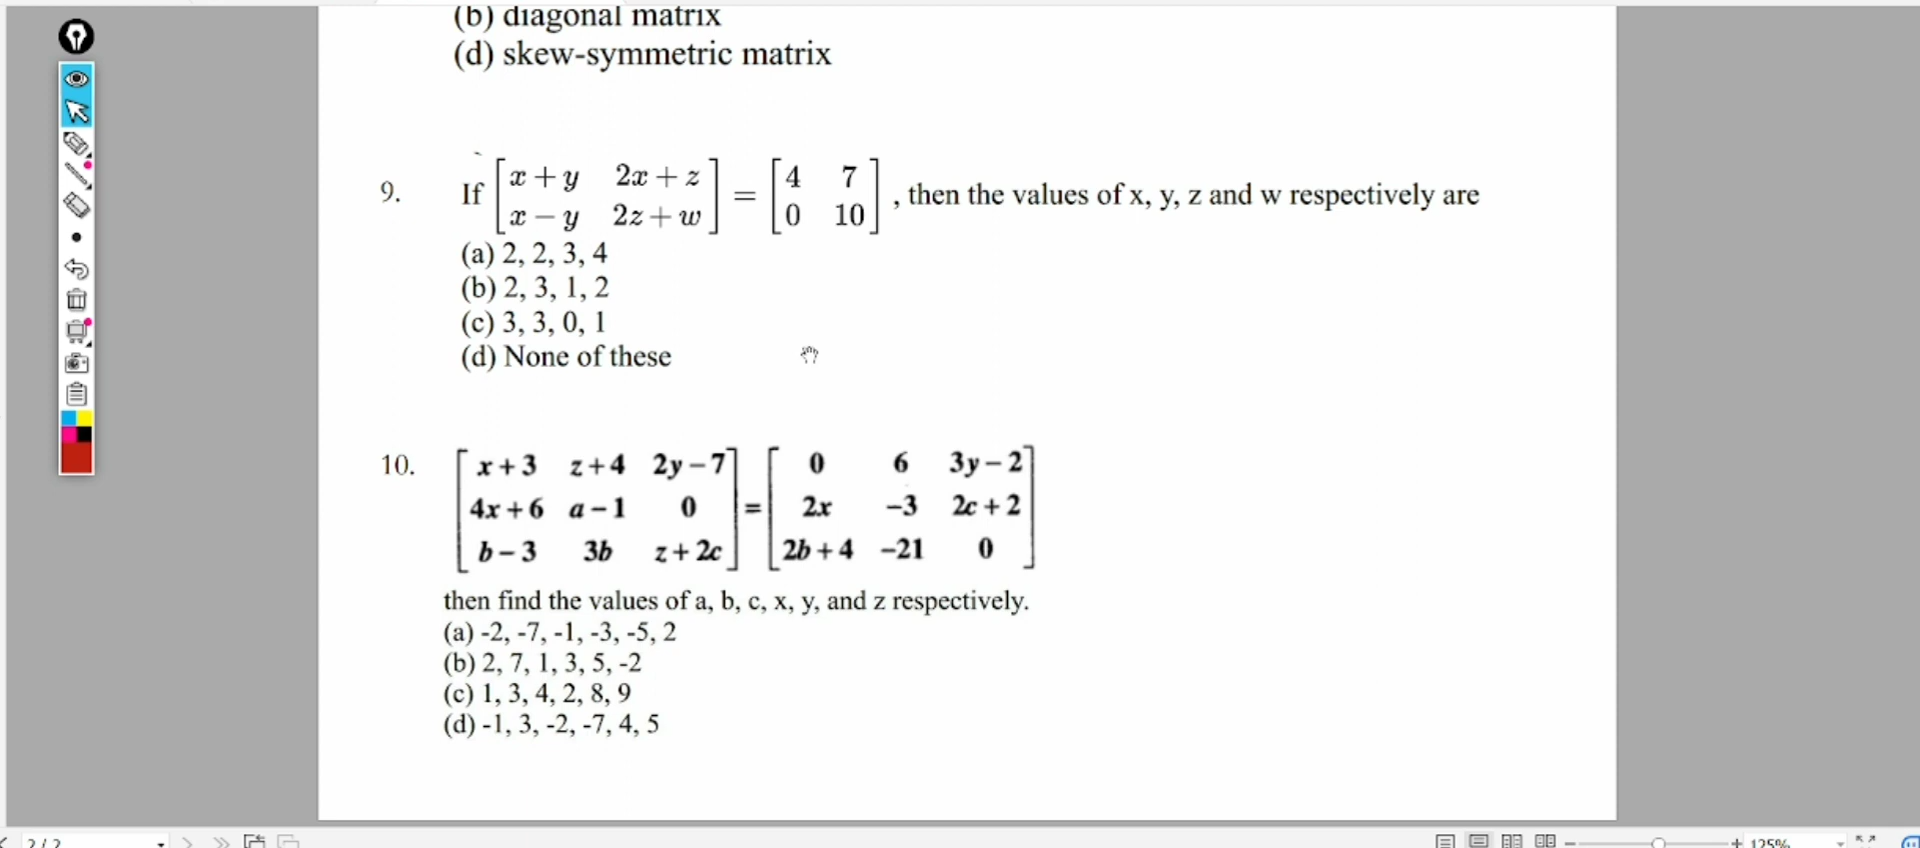 (b) diagonal matrix
(d) skew-symmetric matrix
9. If [x + y 2x + z; x − y 2z + w] = [4 7; 0 10], then the values of x, y, z and w respectively are
(a) 2, 2, 3, 4
(b) 2, 3, 1, 2
(c) 3, 3, 0, 1
(d) None of these
10. [x+3 z+4 2y−7; 4x+6 a−1 0; b−3 3b z+2c] = [0 6 3y−2; 2x −3 2c+2; 2b+4 −21 0]
then find the values of a, b, c, x, y, and z respectively.
(a) -2, -7, -1, -3, -5, 2
(b) 2, 7, 1, 3, 5, -2
(c) 1, 3, 4, 2, 8, 9
(d) -1, 3, -2, -7, 4, 5
2 / 2
125%